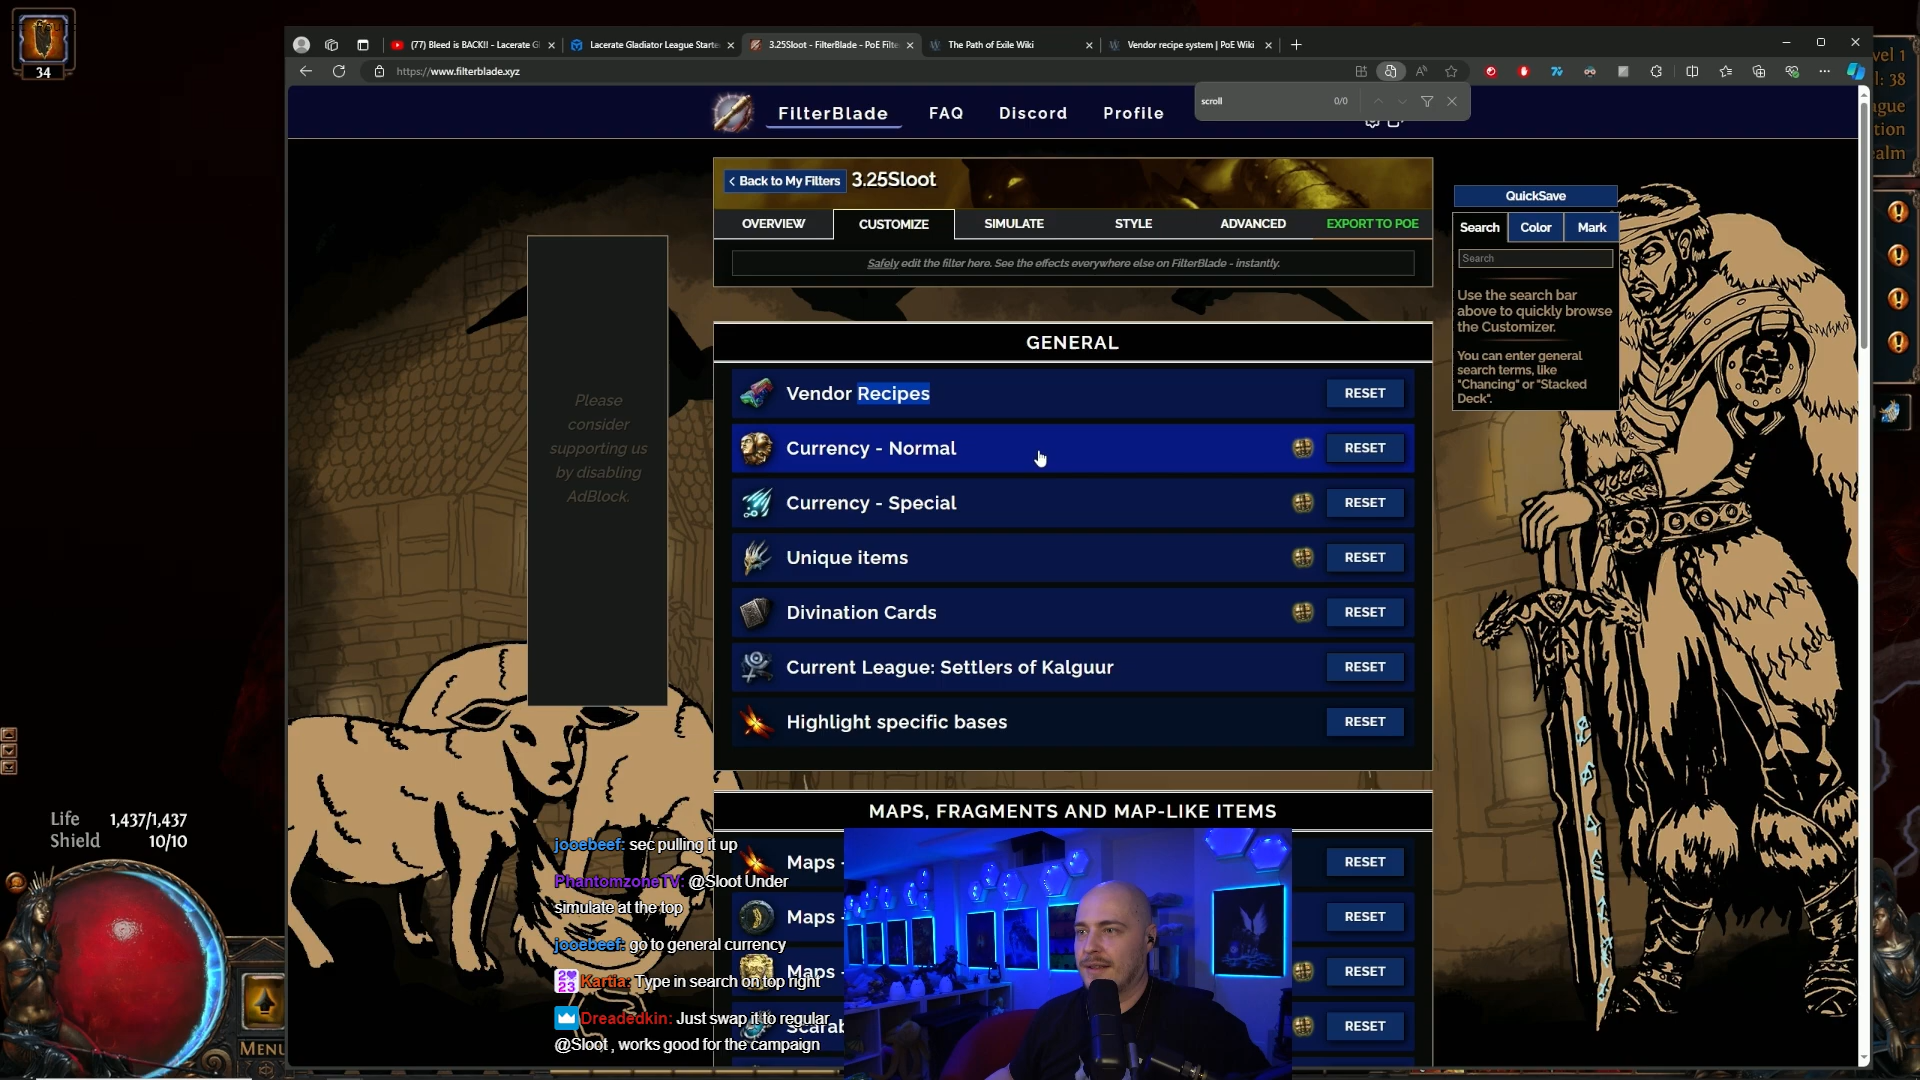 34
(77) Bleed is BACK!! - Lacerate G
Lacerate Gladiator League Starte
3.25Sloot - FilterBlade - PoE Filte
The Path of Exile Wiki
Vendor recipe system | PoE Wiki
https://www.filterblade.xyz
scroll
0/0
FilterBlade
FAQ
Discord
Profile
vel 1
: 38
ague
tion
ealm
Back to My Filters
3.25Sloot
OVERVIEW
CUSTOMIZE
SIMULATE
STYLE
ADVANCED
EXPORT TO POE
Safely edit the filter here. See the effects everywhere else on FilterBlade - instantly.
QuickSave
Search
Color
Mark
Search
Use the search bar
above to quickly browse
the Customizer.
You can enter general
search terms, like
"Chancing" or "Stacked
Deck".
Please
consider
supporting us
by disabling
AdBlock.
GENERAL
Vendor Recipes
RESET
Currency - Normal
RESET
Currency - Special
RESET
Unique items
RESET
Divination Cards
RESET
Current League: Settlers of Kalguur
RESET
Highlight specific bases
RESET
MAPS, FRAGMENTS AND MAP-LIKE ITEMS
Maps -
RESET
Maps -
RESET
Maps -
RESET
Scarab
RESET
Life 1,437/1,437
Shield 10/10
MENU
jooebeef: sec pulling it up
PhantomzoneTV: @Sloot Under
simulate at the top
jooebeef: go to general currency
Kartia: Type in search on top right
Dreadedkin: Just swap it to regular
@Sloot , works good for the campaign